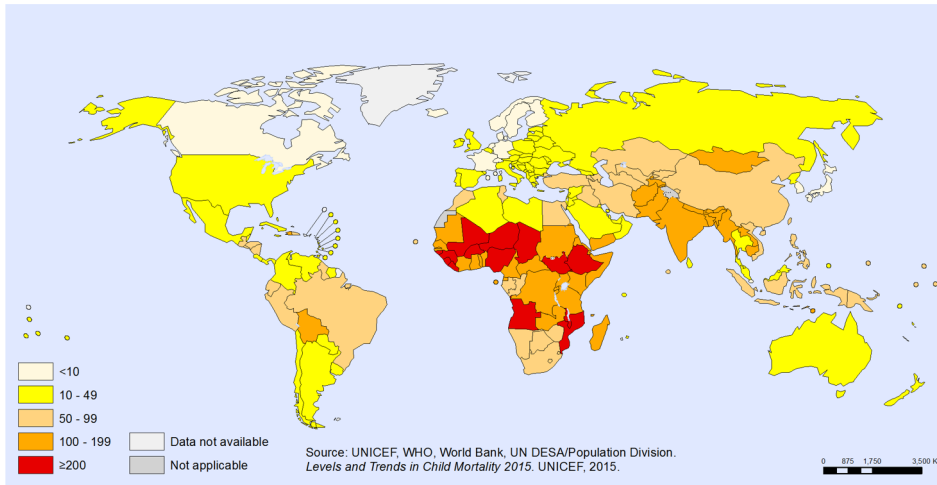 <10
10 - 49
50 - 99
100 - 199
≥200
Data not available
Not applicable
Source: UNICEF, WHO, World Bank, UN DESA/Population Division.
Levels and Trends in Child Mortality 2015. UNICEF, 2015.
0 875 1,750 3,500 K